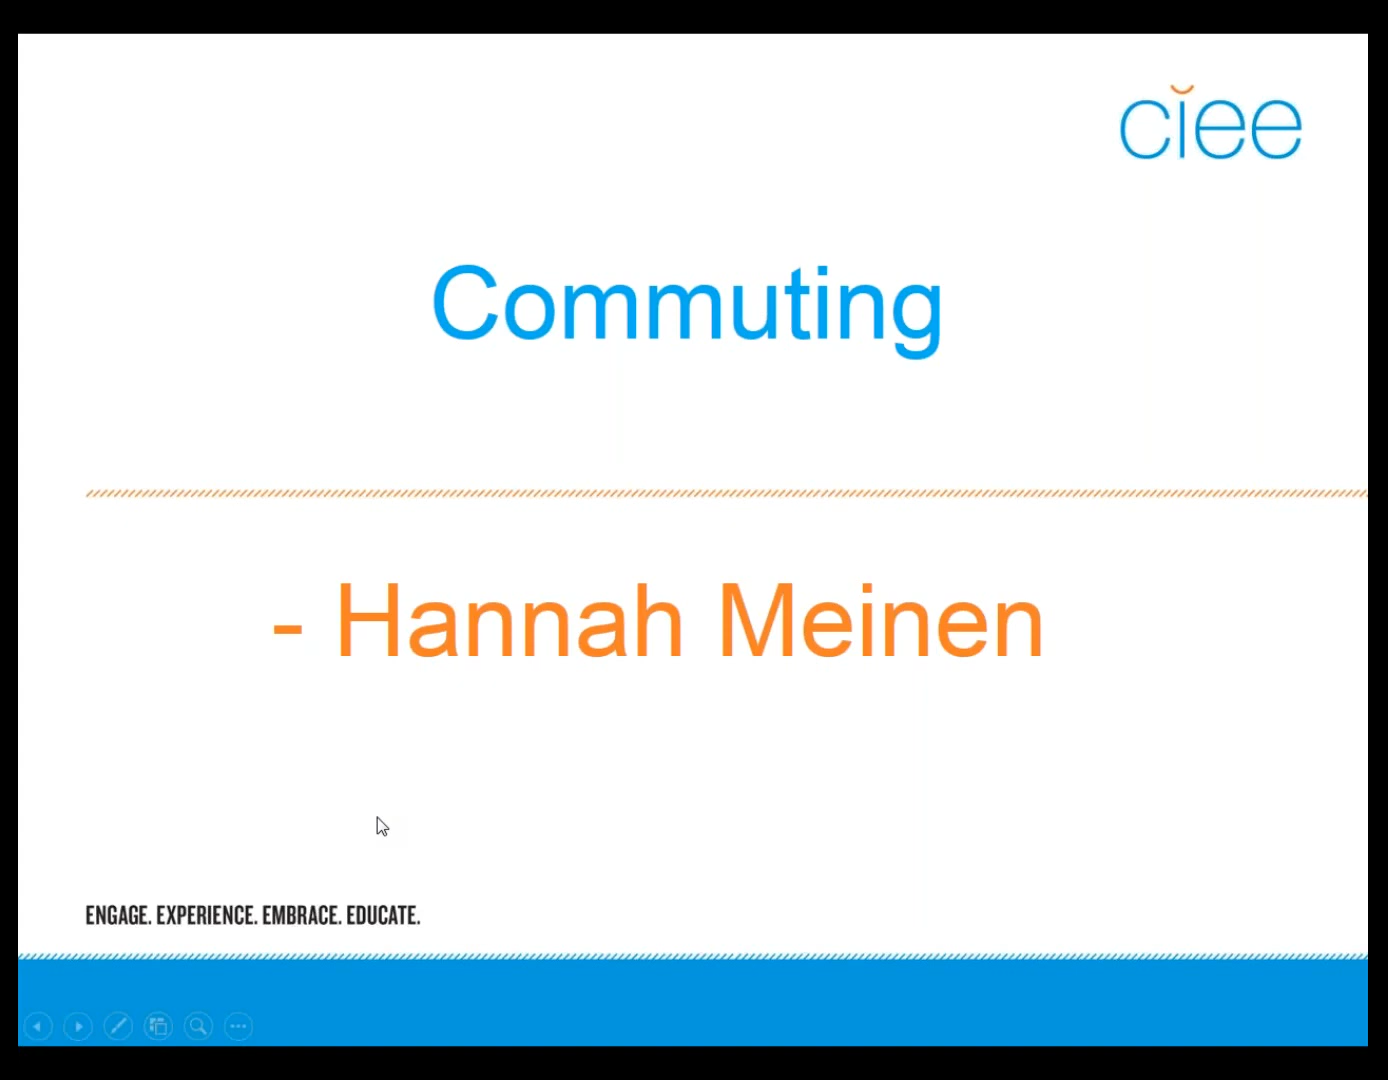 ciee
Commuting
- Hannah Meinen
ENGAGE. EXPERIENCE. EMBRACE. EDUCATE.